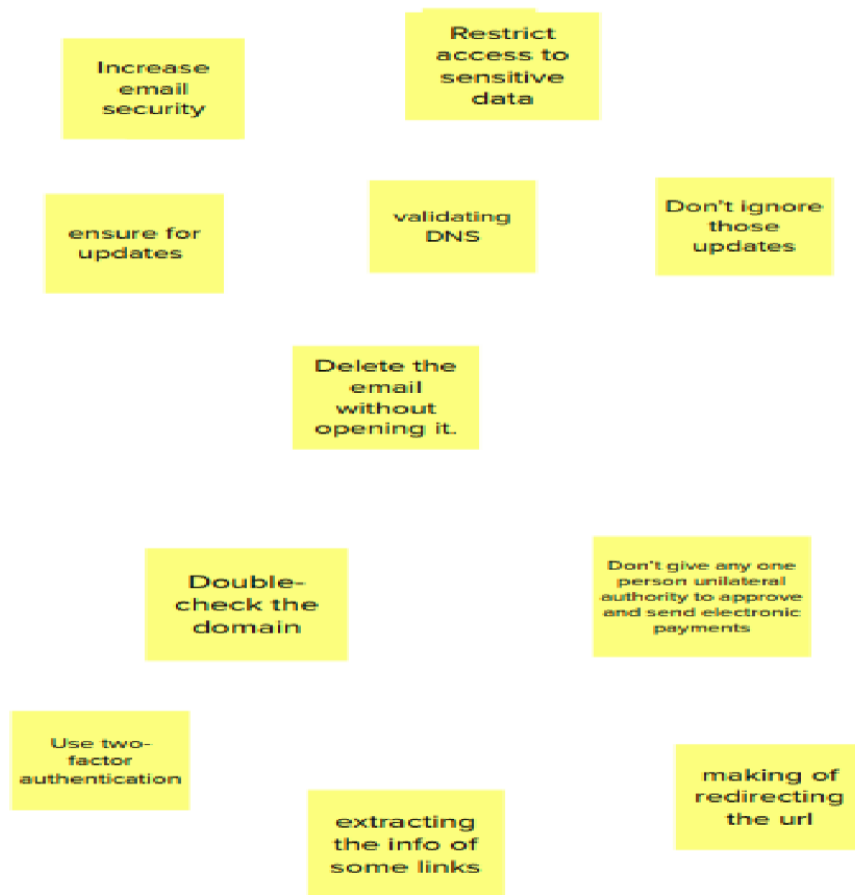 Increase
email
security
Restrict
access to
sensitive
data
ensure for
updates
validating
DNS
Don't ignore
those
updates
Delete the
email
without
opening it.
Double-
check the
domain
Don't give any one
person unilateral
authority to approve
and send electronic
payments
Use two-
factor
authentication
extracting
the info of
some links
making of
redirecting
the url